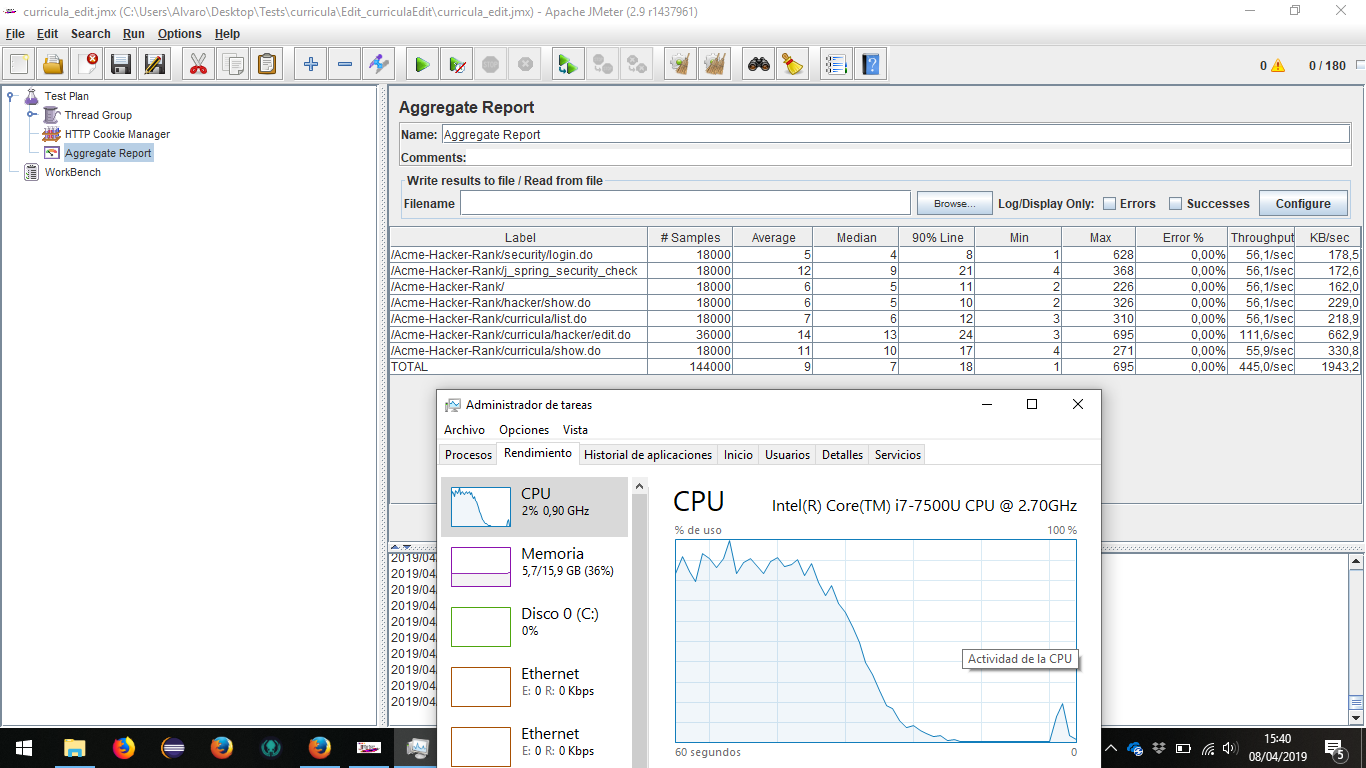 curricula_edit.jmx (C:\Users\Alvaro\Desktop\Tests\curricula\Edit_curriculaEdit\curricula_edit.jmx) - Apache JMeter (2.9 r1437961)
File Edit Search Run Options Help
0 0 / 180
Test Plan
Thread Group
HTTP Cookie Manager
Aggregate Report
WorkBench
Aggregate Report
Name: Aggregate Report
Comments:
Write results to file / Read from file
Filename Browse... Log/Display Only: Errors Successes Configure
Label # Samples Average Median 90% Line Min Max Error % Throughput KB/sec
/Acme-Hacker-Rank/security/login.do 18000 5 4 8 1 628 0,00% 56,1/sec 178,5
/Acme-Hacker-Rank/j_spring_security_check 18000 12 9 21 4 368 0,00% 56,1/sec 172,6
/Acme-Hacker-Rank/ 18000 6 5 11 2 226 0,00% 56,1/sec 162,0
/Acme-Hacker-Rank/hacker/show.do 18000 6 5 10 2 326 0,00% 56,1/sec 229,0
/Acme-Hacker-Rank/curricula/list.do 18000 7 6 12 3 310 0,00% 56,1/sec 218,9
/Acme-Hacker-Rank/curricula/hacker/edit.do 36000 14 13 24 3 695 0,00% 111,6/sec 662,9
/Acme-Hacker-Rank/curricula/show.do 18000 11 10 17 4 271 0,00% 55,9/sec 330,8
TOTAL 144000 9 7 18 1 695 0,00% 445,0/sec 1943,2
2019/04
2019/04
2019/04
2019/04
2019/04
2019/04
2019/04
2019/04
2019/04
2019/04
Administrador de tareas
Archivo Opciones Vista
Procesos Rendimiento Historial de aplicaciones Inicio Usuarios Detalles Servicios
CPU
2% 0,90 GHz
Memoria
5,7/15,9 GB (36%)
Disco 0 (C:)
0%
Ethernet
E: 0 R: 0 Kbps
Ethernet
E: 0 R: 0 Kbps
CPU Intel(R) Core(TM) i7-7500U CPU @ 2.70GHz
% de uso 100 %
Actividad de la CPU
60 segundos 0
15:40
08/04/2019
5